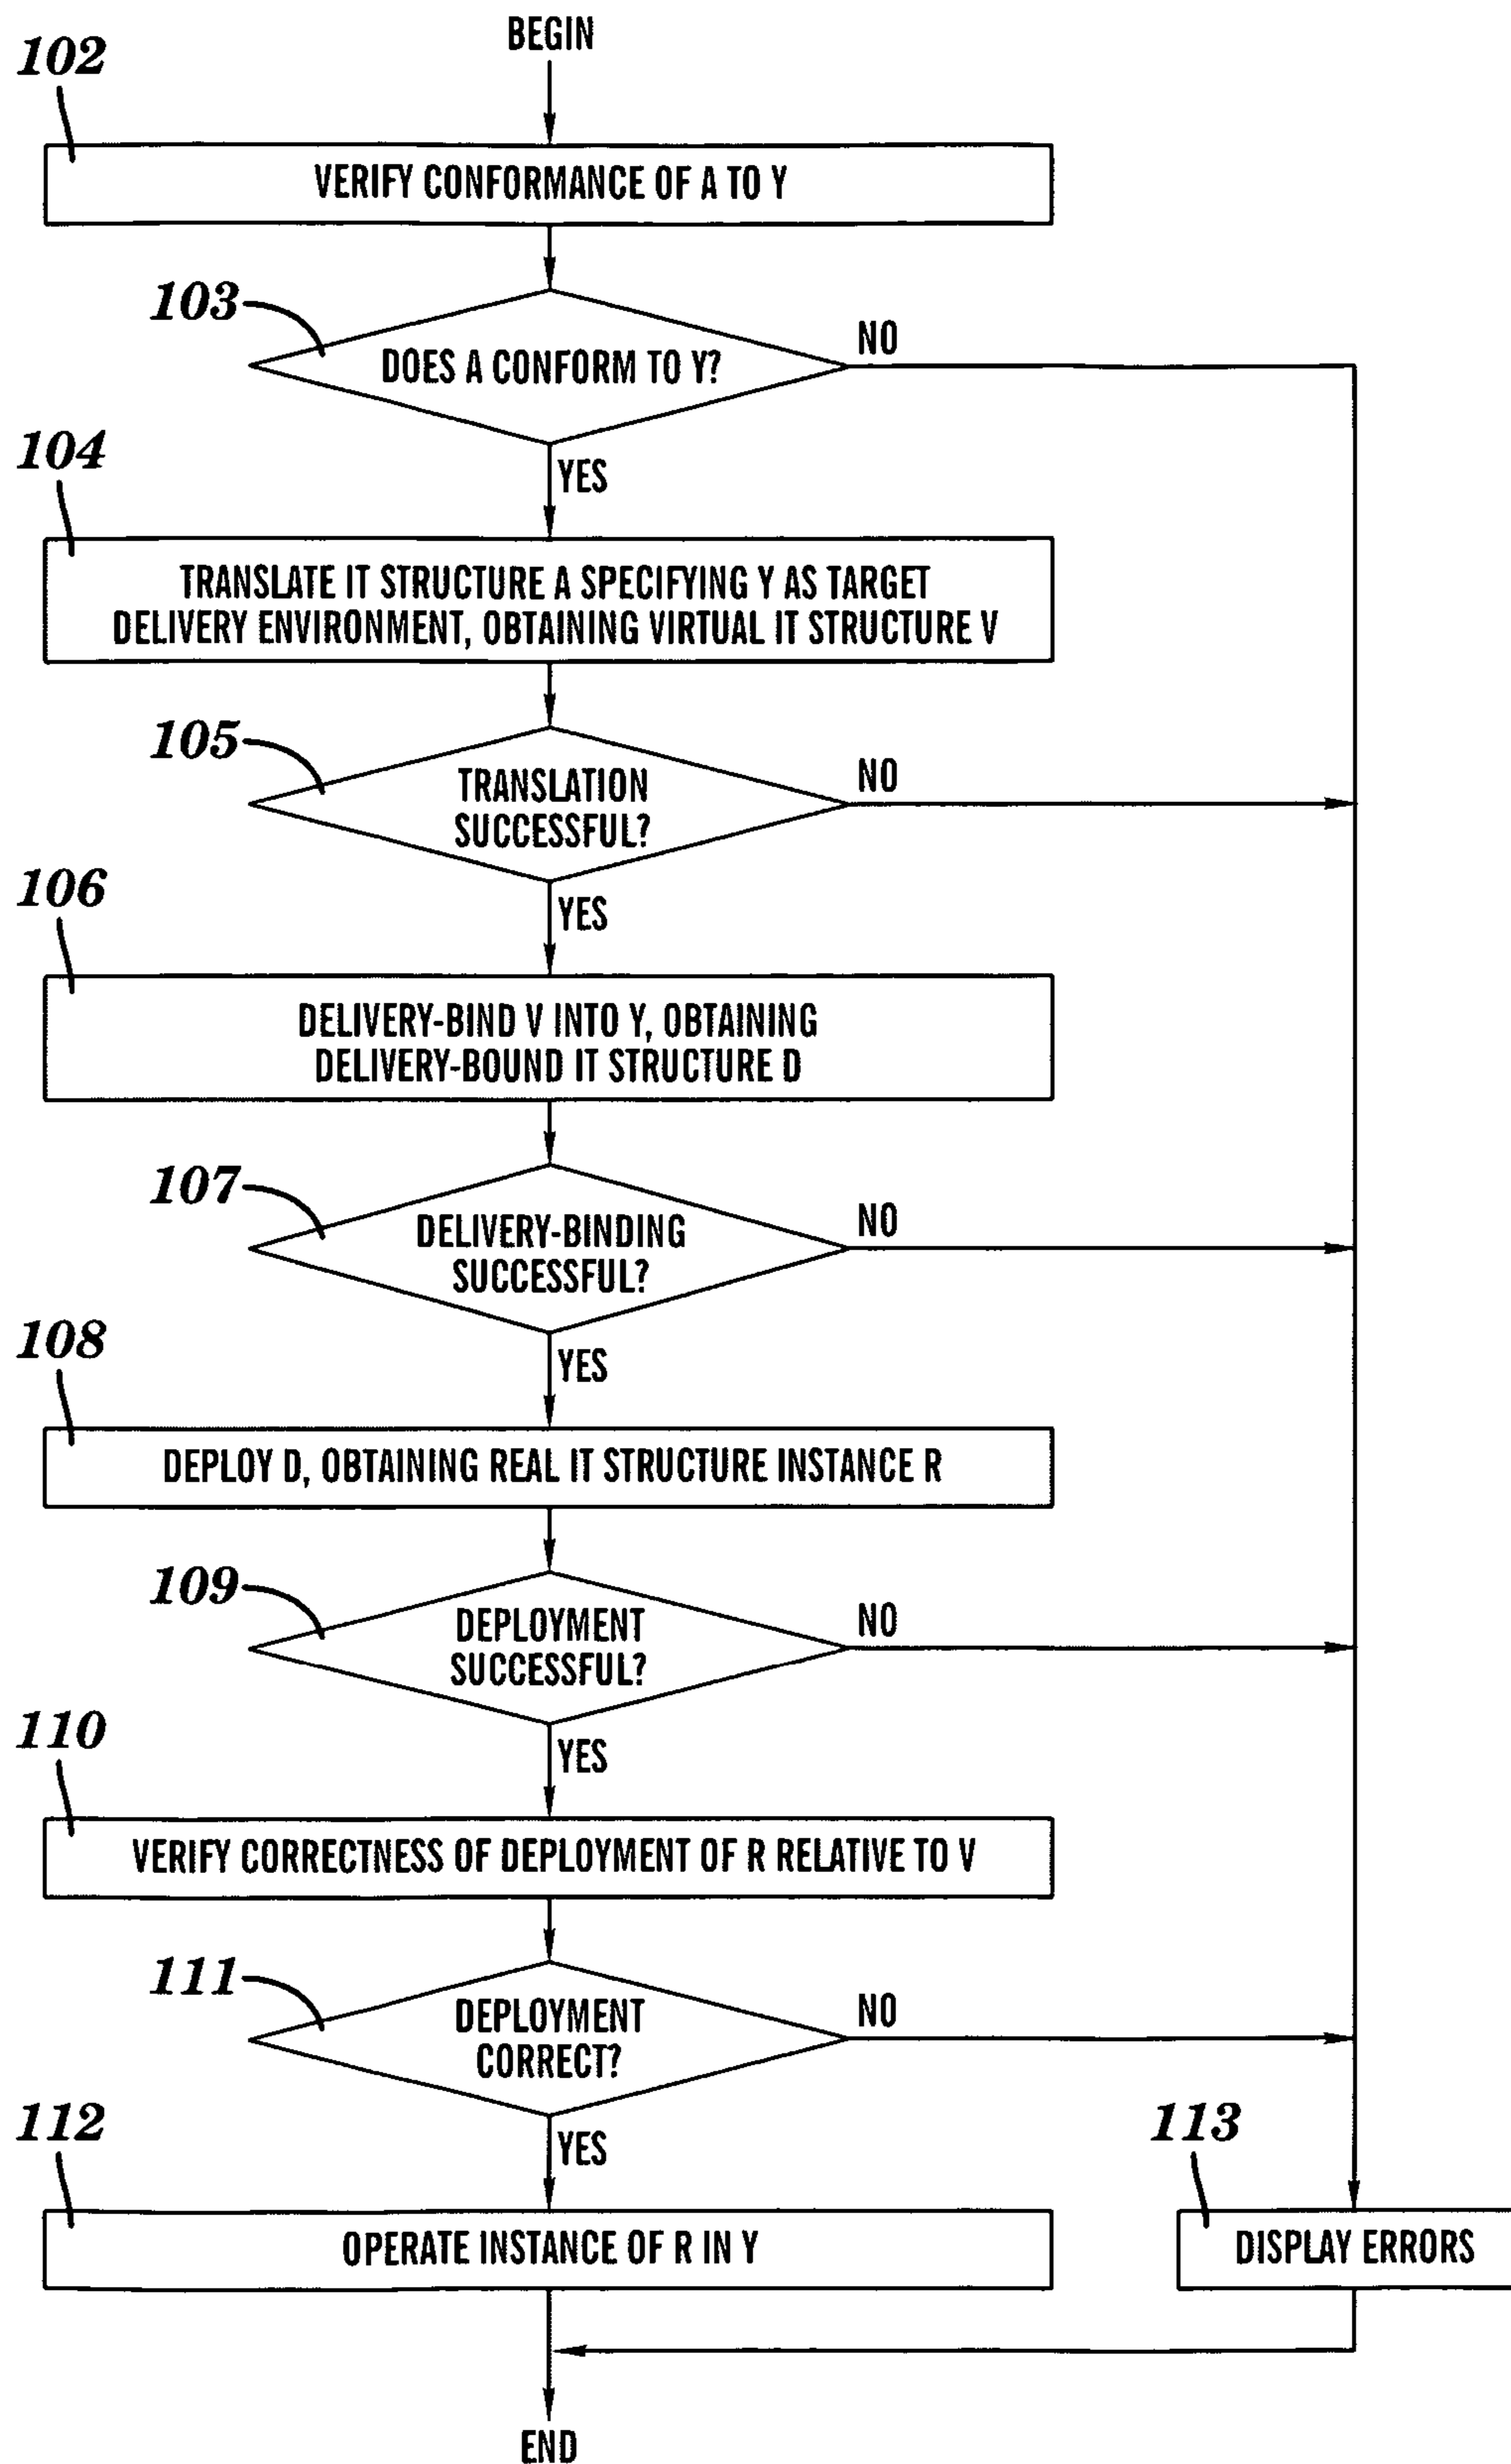 BEGIN
102
VERIFY CONFORMANCE OF A TO Y
103
DOES A CONFORM TO Y?
NO
YES
104
TRANSLATE IT STRUCTURE A SPECIFYING Y AS TARGET
DELIVERY ENVIRONMENT, OBTAINING VIRTUAL IT STRUCTURE V
105
TRANSLATION
SUCCESSFUL?
NO
YES
106
DELIVERY-BIND V INTO Y, OBTAINING
DELIVERY-BOUND IT STRUCTURE D
107
DELIVERY-BINDING
SUCCESSFUL?
NO
YES
108
DEPLOY D, OBTAINING REAL IT STRUCTURE INSTANCE R
109
DEPLOYMENT
SUCCESSFUL?
NO
YES
110
VERIFY CORRECTNESS OF DEPLOYMENT OF R RELATIVE TO V
111
DEPLOYMENT
CORRECT?
NO
YES
112
OPERATE INSTANCE OF R IN Y
113
DISPLAY ERRORS
END